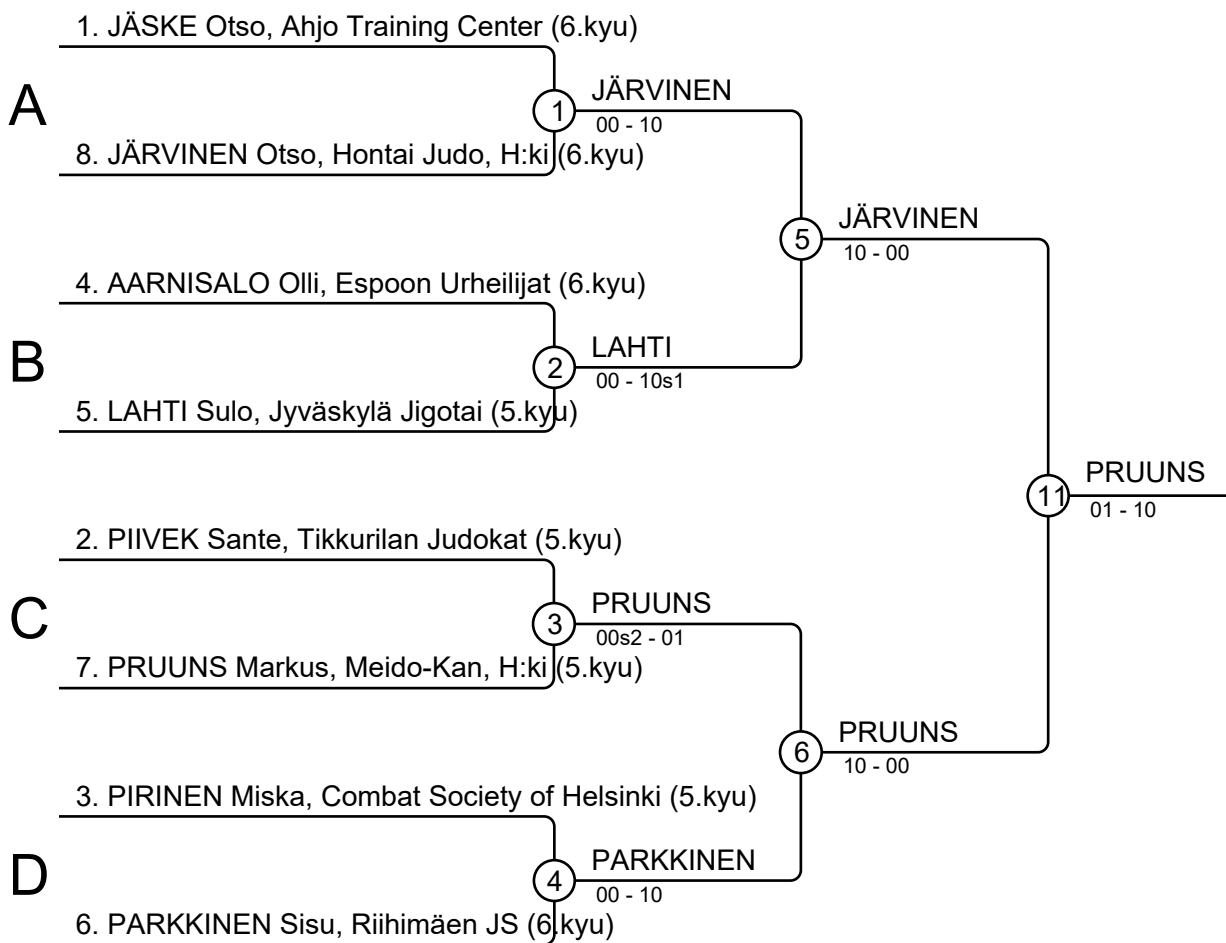 1. JÄSKE Otso, Ahjo Training Center (6.kyu)
A
1
JÄRVINEN
00 - 10
8. JÄRVINEN Otso, Hontai Judo, H:ki (6.kyu)
5
JÄRVINEN
10 - 00
4. AARNISALO Olli, Espoon Urheilijat (6.kyu)
B
2
LAHTI
00 - 10s1
5. LAHTI Sulo, Jyväskylä Jigotai (5.kyu)
11
PRUUNS
01 - 10
2. PIIVEK Sante, Tikkurilan Judokat (5.kyu)
C
3
PRUUNS
00s2 - 01
7. PRUUNS Markus, Meido-Kan, H:ki (5.kyu)
6
PRUUNS
10 - 00
3. PIRINEN Miska, Combat Society of Helsinki (5.kyu)
D
4
PARKKINEN
00 - 10
6. PARKKINEN Sisu, Riihimäen JS (6.kyu)